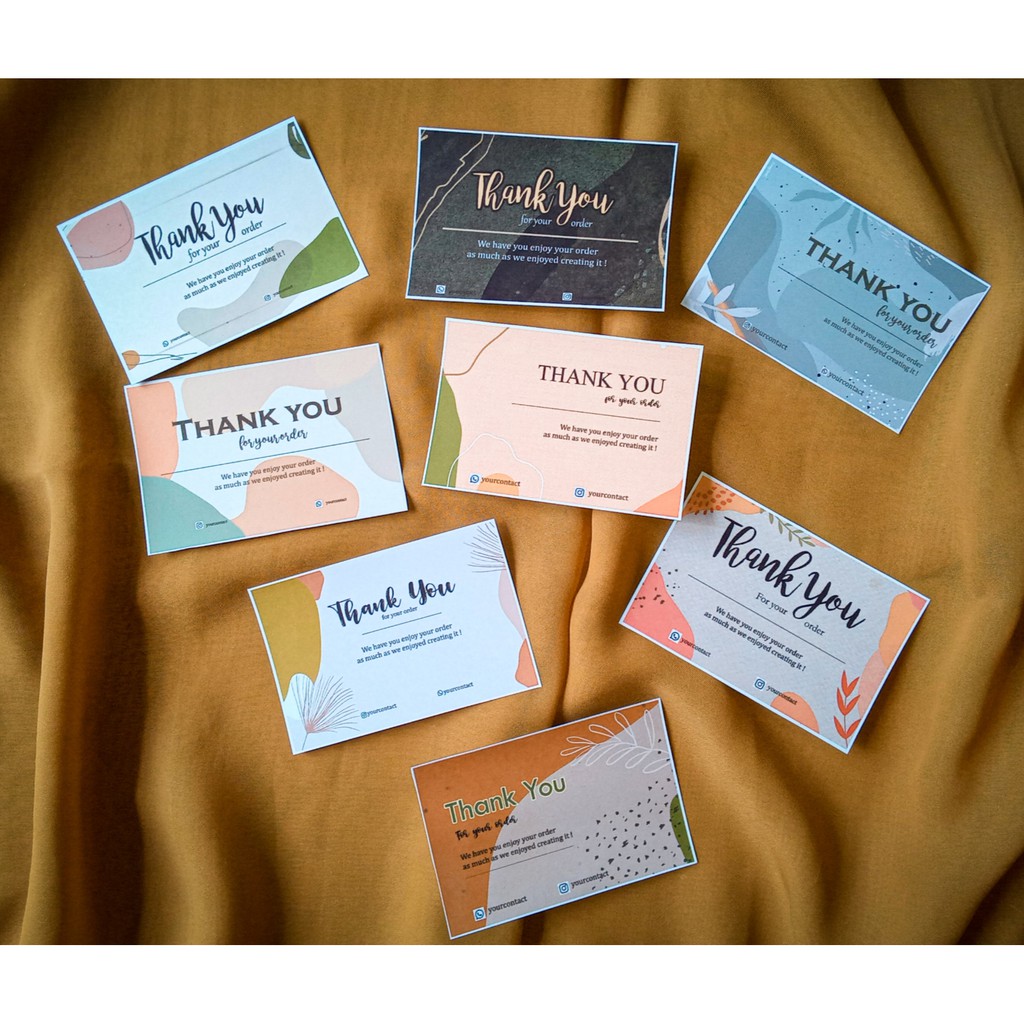 Thank You
for your order
We have you enjoy your order
as much as we enjoyed creating it !
Thank You
for your order
We have you enjoy your order
as much as we enjoyed creating it !
THANK YOU
for your order
We have you enjoy your order
as much as we enjoyed creating it !
yourcontact
yourcontact
THANK YOU
for your order
We have you enjoy your order
as much as we enjoyed creating it !
yourcontact
yourcontact
THANK YOU
for your order
We have you enjoy your order
as much as we enjoyed creating it !
yourcontact
yourcontact
Thank You
for your order
We have you enjoy your order
as much as we enjoyed creating it !
yourcontact
yourcontact
Thank You
For your order
We have you enjoy your order
as much as we enjoyed creating it !
yourcontact
yourcontact
Thank You
For your order
We have you enjoy your order
as much as we enjoyed creating it !
yourcontact
yourcontact